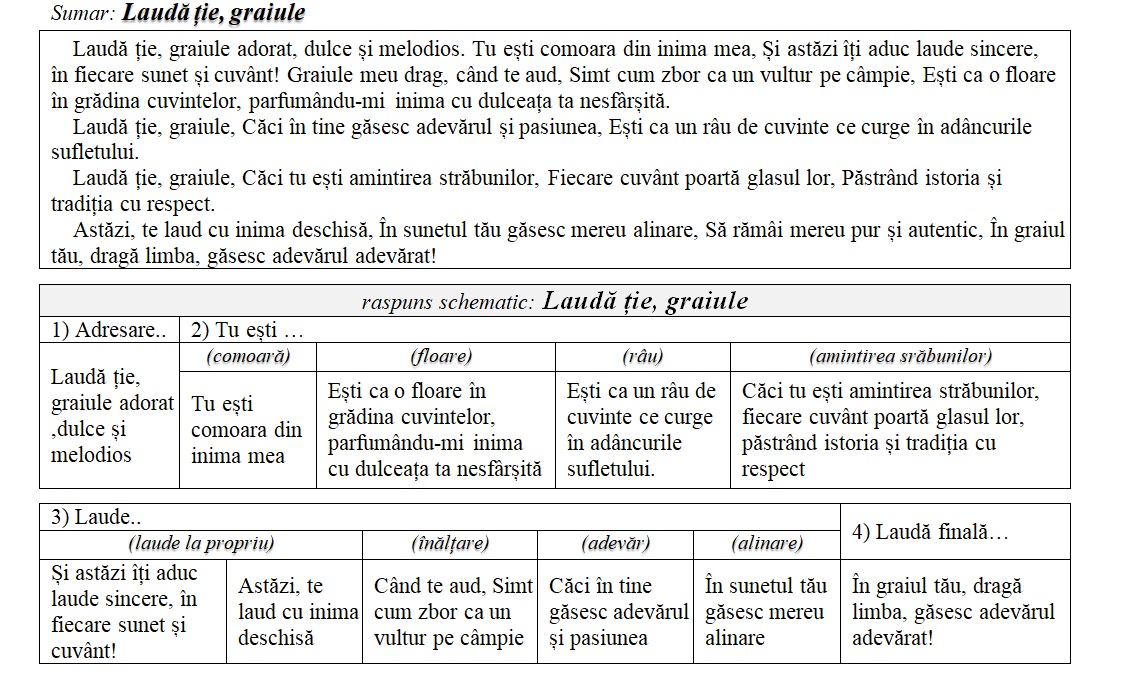 Sumar: Laudă ție, graiule
Laudă ție, graiule adorat, dulce și melodios. Tu ești comoara din inima mea, Și astăzi îți aduc laude sincere,
în fiecare sunet și cuvânt! Graiule meu drag, când te aud, Simt cum zbor ca un vultur pe câmpie, Ești ca o floare
în grădina cuvintelor, parfumându-mi inima cu dulceața ta nesfârșită.
Laudă ție, graiule, Căci în tine găsesc adevărul și pasiunea, Ești ca un râu de cuvinte ce curge în adâncurile
sufletului.
Laudă ție, graiule, Căci tu ești amintirea străbunilor, Fiecare cuvânt poartă glasul lor, Păstrând istoria și
tradiția cu respect.
Astăzi, te laud cu inima deschisă, În sunetul tău găsesc mereu alinare, Să rămâi mereu pur și autentic, În graiul
tău, dragă limba, găsesc adevărul adevărat!
raspuns schematic: Laudă ție, graiule
1) Adresare..
2) Tu ești …
(comoară)
(floare)
(râu)
(amintirea srăbunilor)
Laudă ție,
graiule adorat
,dulce și
melodios
Tu ești
comoara din
inima mea
Ești ca o floare în
grădina cuvintelor,
parfumându-mi inima
cu dulceața ta nesfârșită
Ești ca un râu de
cuvinte ce curge
în adâncurile
sufletului.
Căci tu ești amintirea străbunilor,
fiecare cuvânt poartă glasul lor,
păstrând istoria și tradiția cu
respect
3) Laude..
4) Laudă finală…
(laude la propriu)
(înălțare)
(adevăr)
(alinare)
Și astăzi îți aduc
laude sincere, în
fiecare sunet și
cuvânt!
Astăzi, te
laud cu inima
deschisă
Când te aud, Simt
cum zbor ca un
vultur pe câmpie
Căci în tine
găsesc adevărul
și pasiunea
În sunetul tău
găsesc mereu
alinare
În graiul tău, dragă
limba, găsesc adevărul
adevărat!